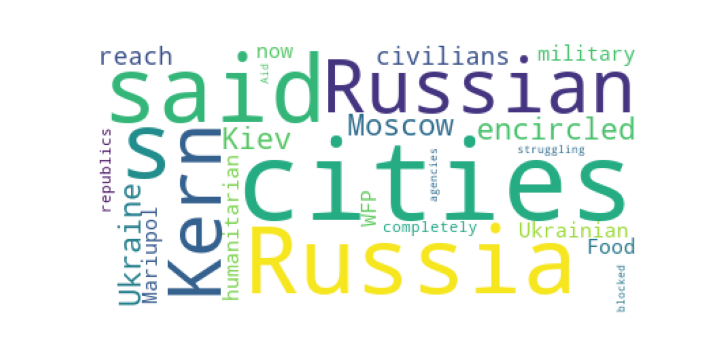 reach
now
civilians
military
Aid
said
Russian
Moscow
encircled
s
Kern
Kiev
republics
cities
struggling
agencies
humanitarian
WFP
Ukraine
Mariupol
completely
Ukrainian
Russia
Food
blocked